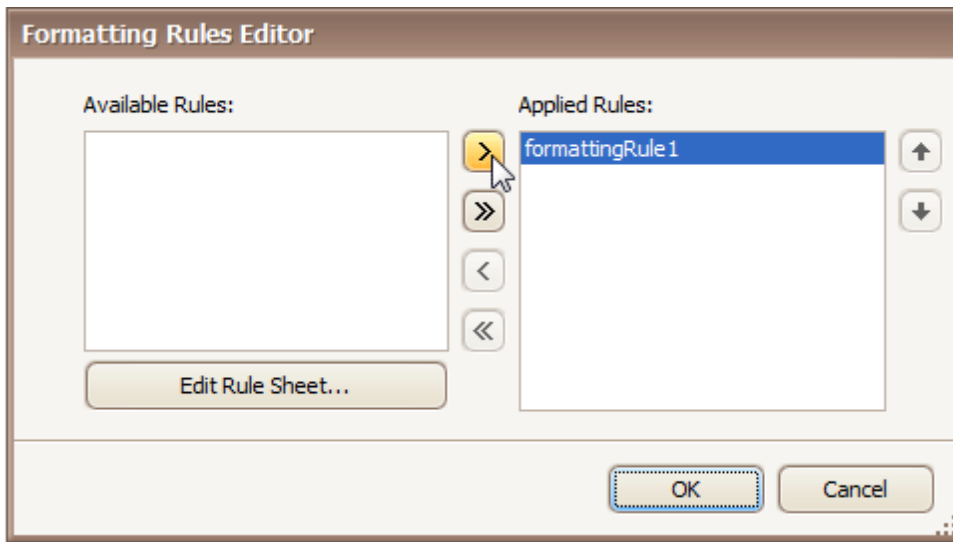 Formatting Rules Editor
Available Rules:
Applied Rules:
formattingRule1
Edit Rule Sheet...
OK
Cancel